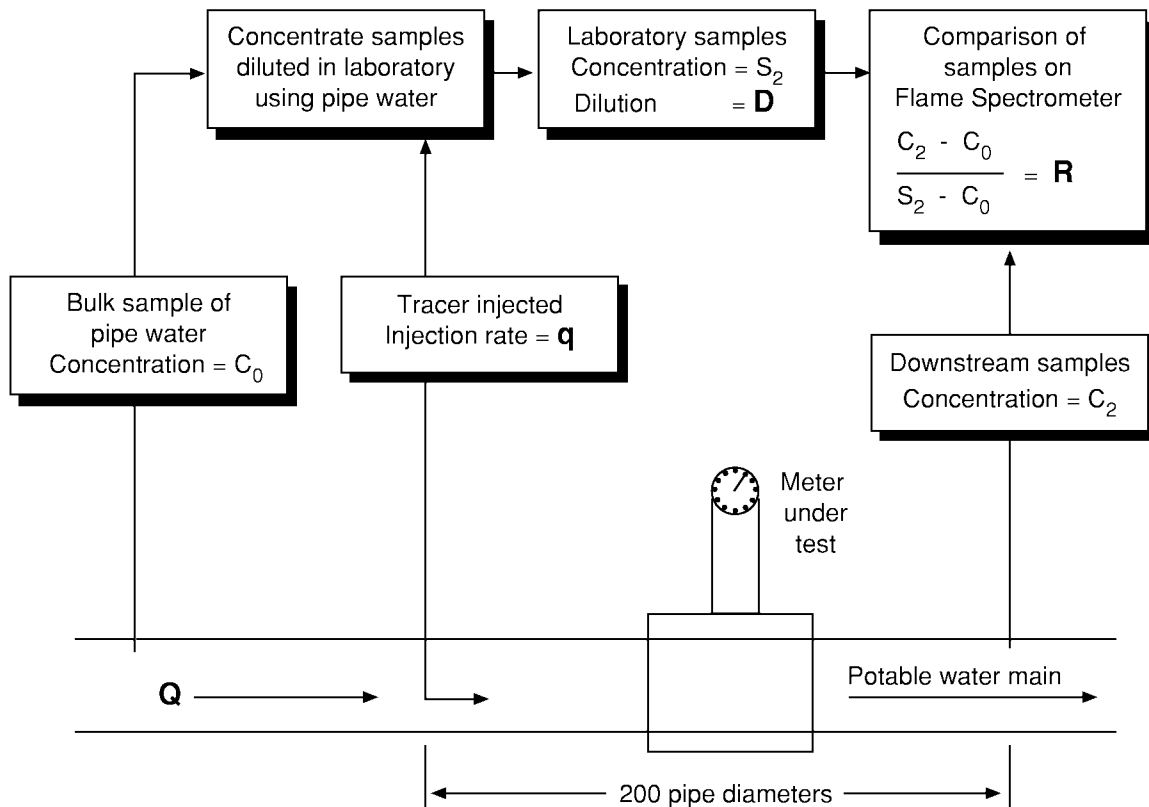 Concentrate samples
diluted in laboratory
using pipe water
Laboratory samples
Concentration = S₂
Dilution = D
Comparison of
samples on
Flame Spectrometer
C₂ - C₀
S₂ - C₀
= R
Bulk sample of
pipe water
Concentration = C₀
Tracer injected
Injection rate = q
Downstream samples
Concentration = C₂
Meter
under
test
Q
Potable water main
200 pipe diameters